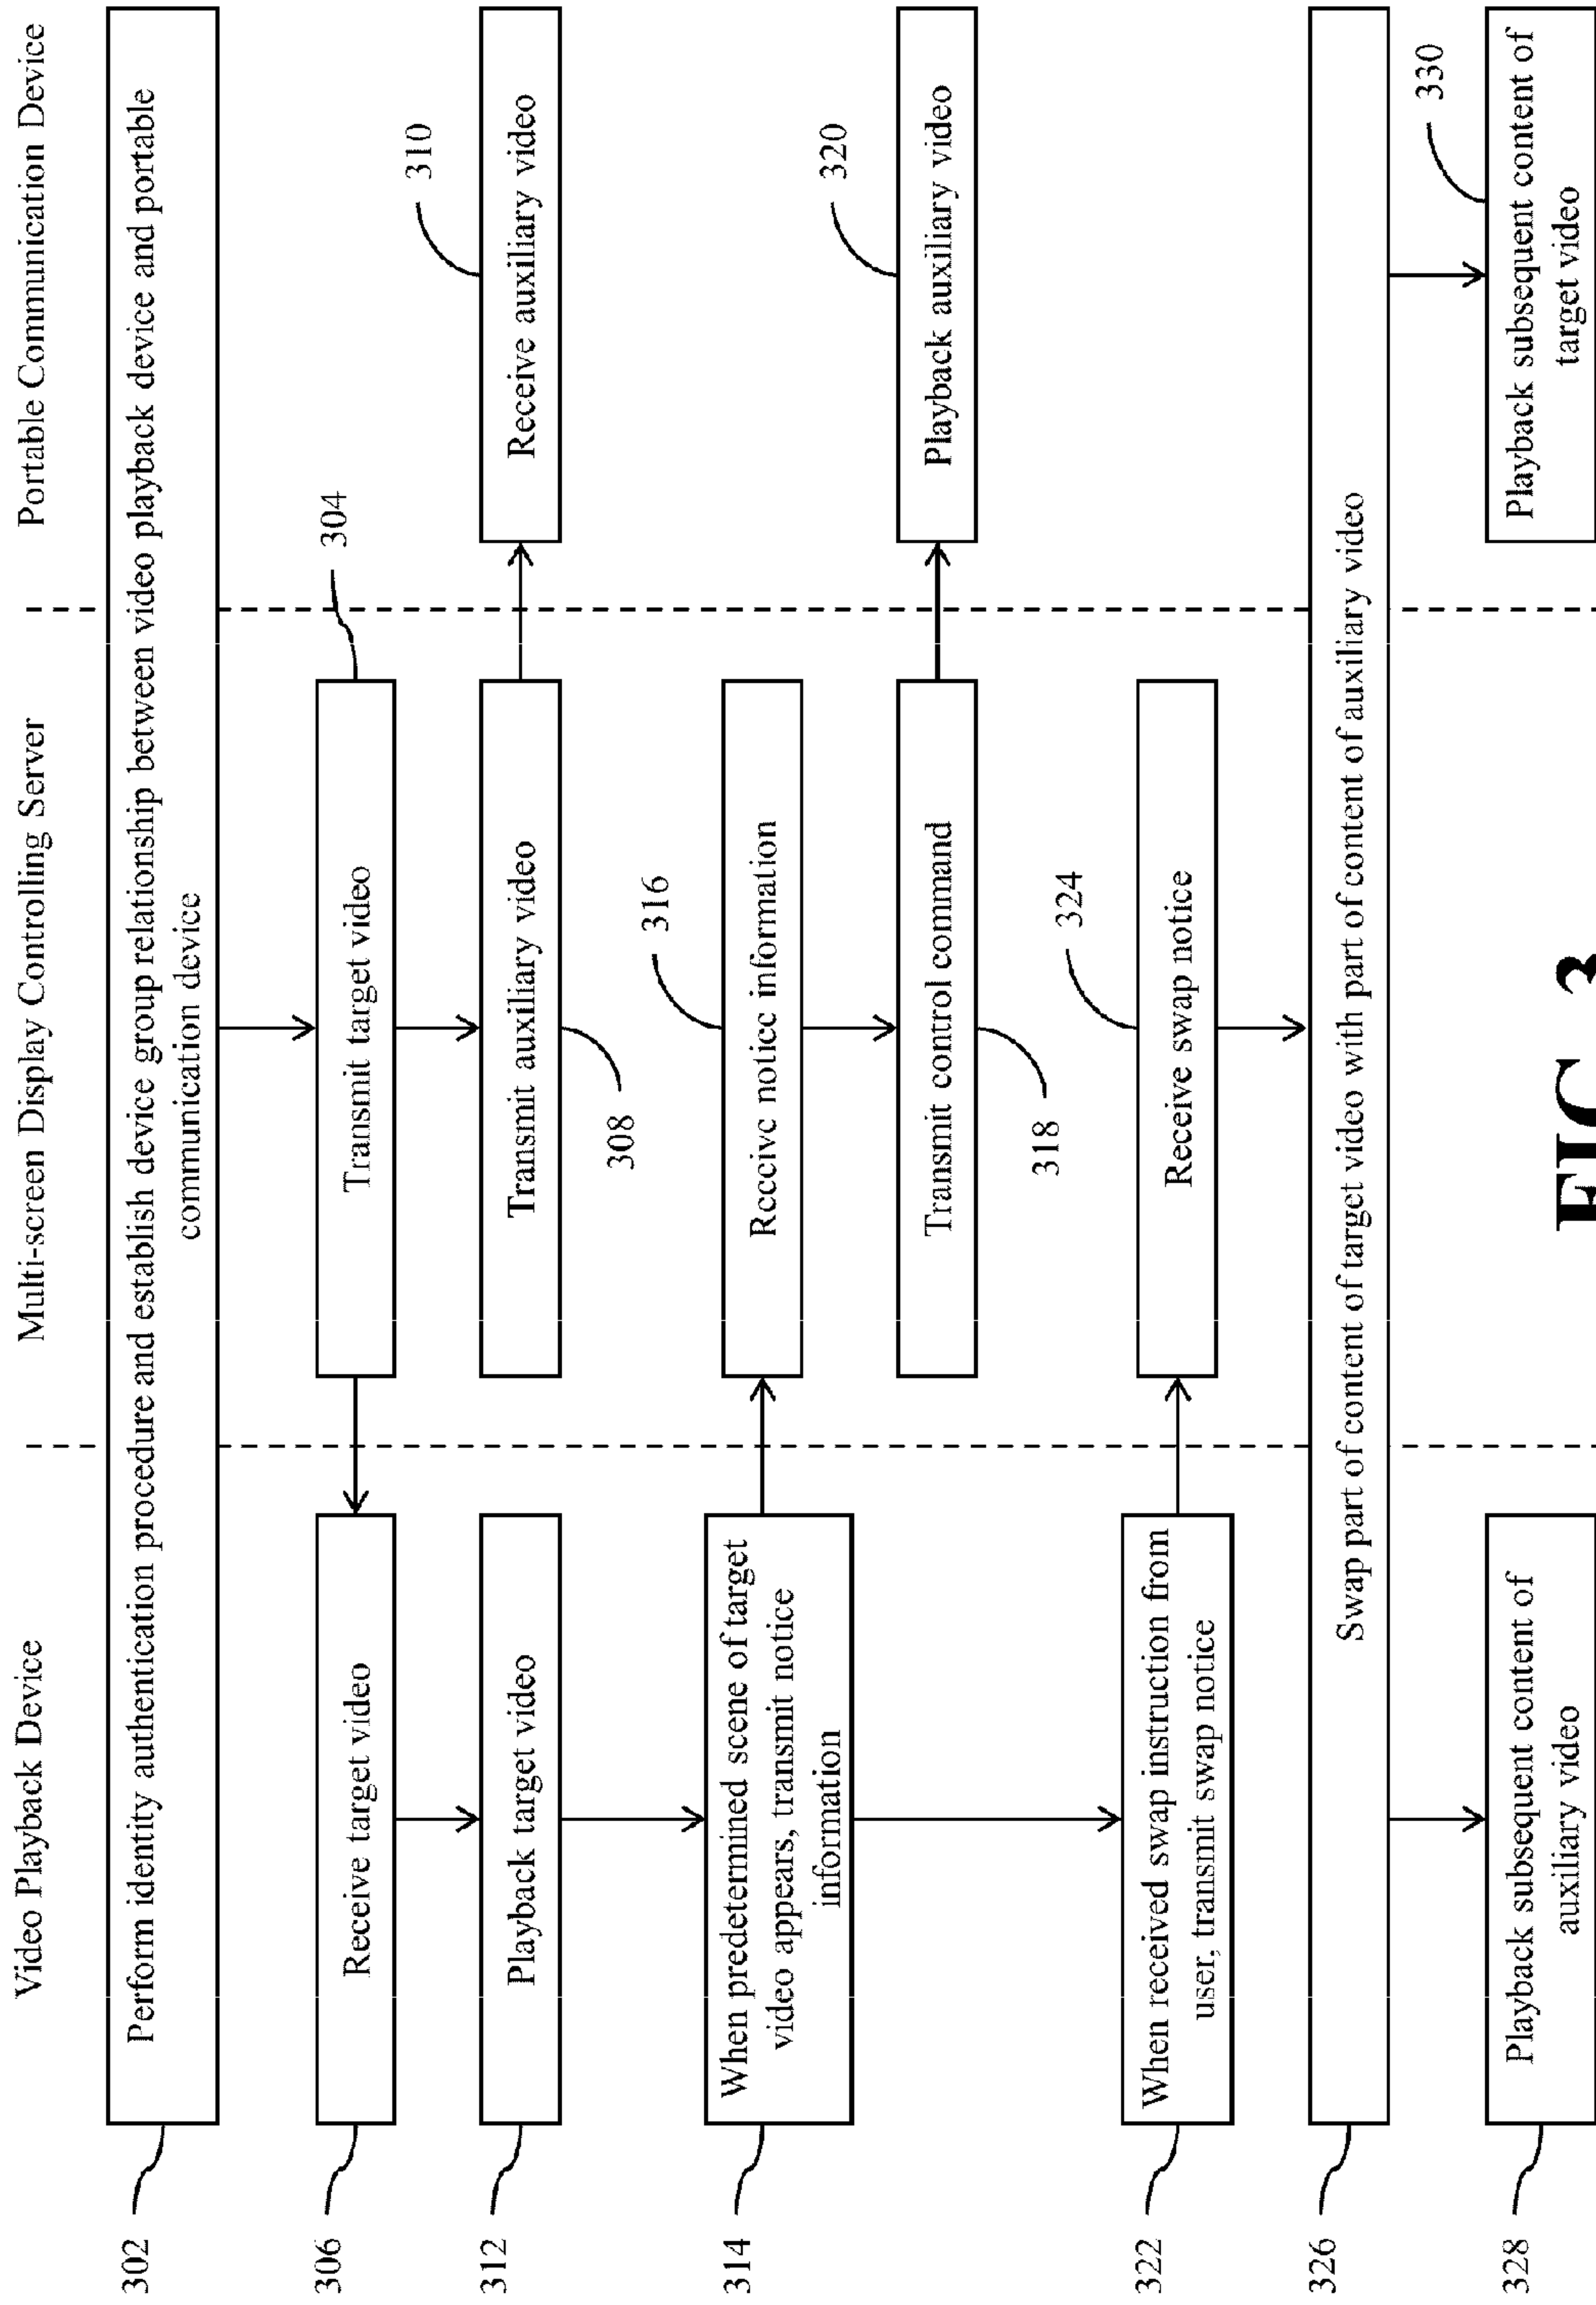 Video Playback Device
Multi-screen Display Controlling Server
Portable Communication Device
302
Perform identity authentication procedure and establish device group relationship between video playback device and portable
communication device
304
306
Receive target video
Transmit target video
310
312
Playback target video
Transmit auxiliary video
Receive auxiliary video
308
316
314
When predetermined scene of target
video appears, transmit notice
information
Receive notice information
320
Transmit control command
Playback auxiliary video
318
324
322
When received swap instruction from
user, transmit swap notice
Receive swap notice
326
Swap part of content of target video with part of content of auxiliary video
330
328
Playback subsequent content of
auxiliary video
Playback subsequent content of
target video
FIG. 3